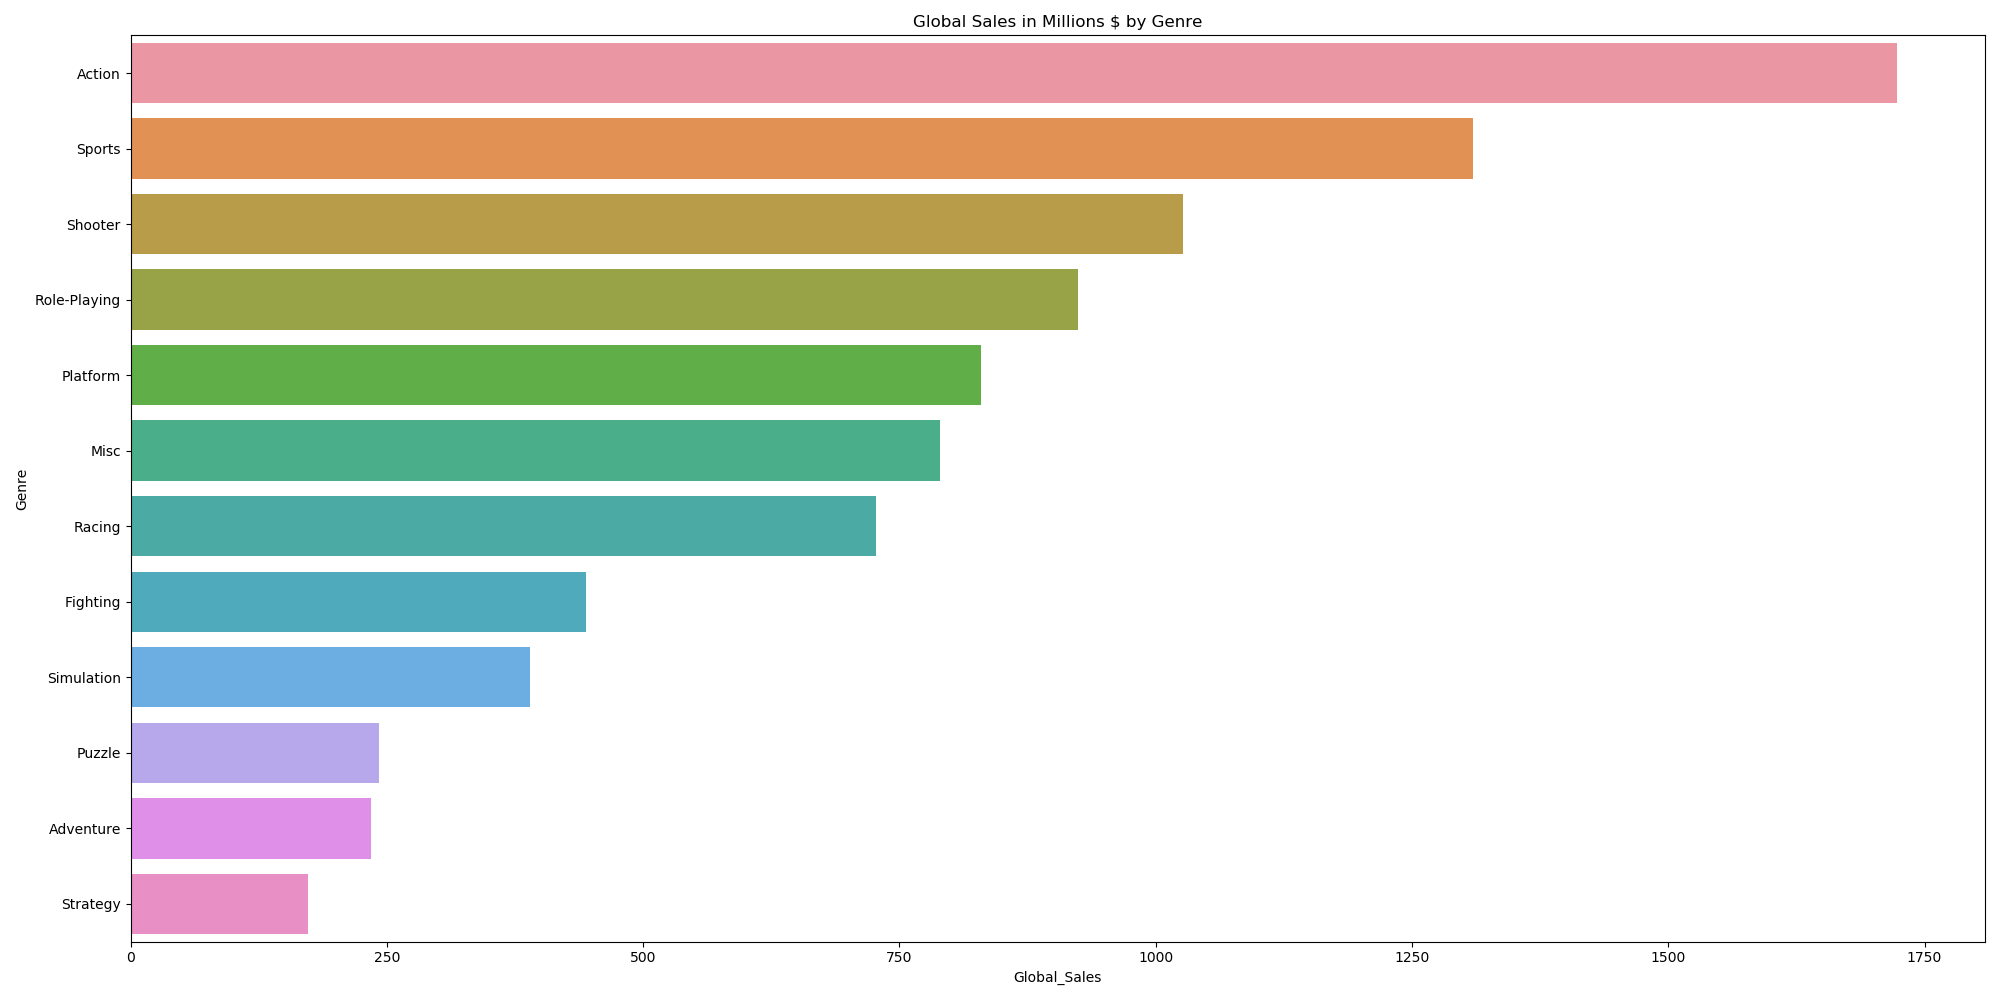 Global Sales in Millions $ by Genre
Action
Sports
Shooter
Role-Playing
Platform
Misc
Racing
Fighting
Simulation
Puzzle
Adventure
Strategy
Genre
0 250 500 750 1000 1250 1500 1750
Global_Sales